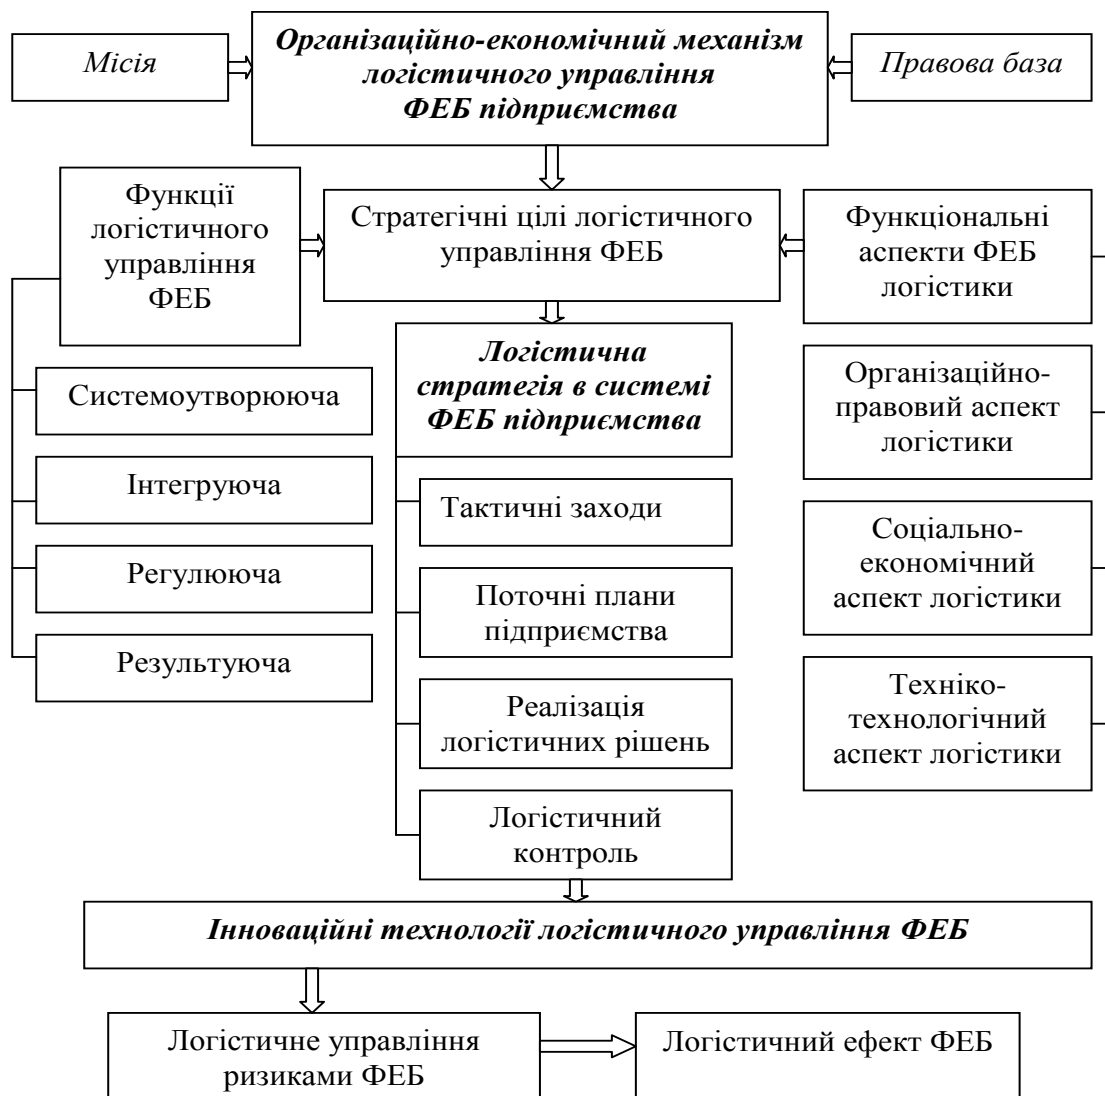 Місія
Організаційно-економічний механізм
логістичного управління
ФЕБ підприємства
Правова база
Функції
логістичного
управління
ФЕБ
Стратегічні цілі логістичного
управління ФЕБ
Функціональні
аспекти ФЕБ
логістики
Системоутворююча
Інтегруюча
Регулююча
Результуюча
Логістична
стратегія в системі
ФЕБ підприємства
Тактичні заходи
Поточні плани
підприємства
Реалізація
логістичних рішень
Логістичний
контроль
Організаційно-
правовий аспект
логістики
Соціально-
економічний
аспект логістики
Техніко-
технологічний
аспект логістики
Інноваційні технології логістичного управління ФЕБ
Логістичне управління
ризиками ФЕБ
Логістичний ефект ФЕБ